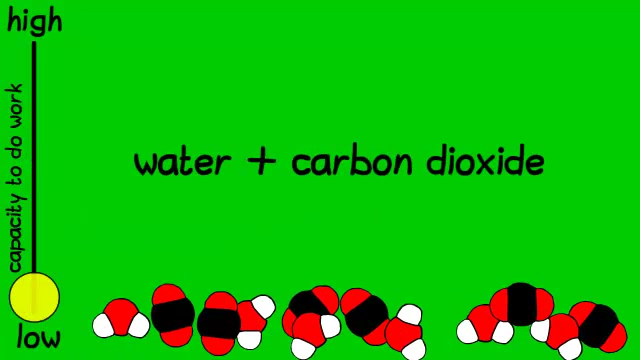 high
capacity to do work
water + carbon dioxide
low